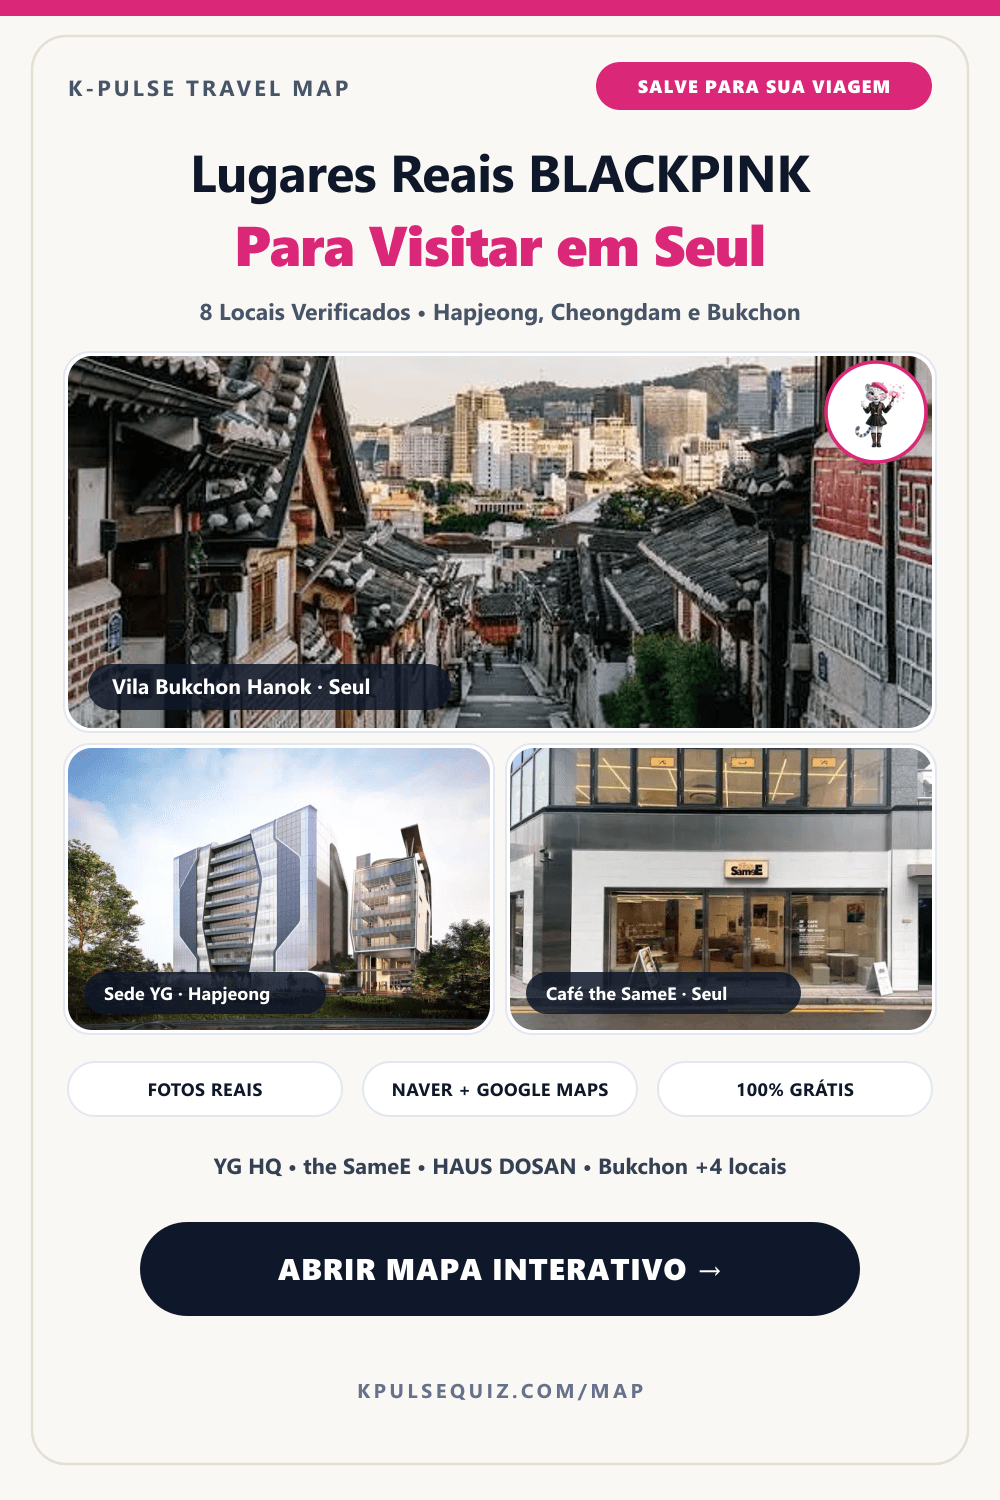 K-PULSE TRAVEL MAP
SALVE PARA SUA VIAGEM
Lugares Reais BLACKPINK
Para Visitar em Seul
8 Locais Verificados • Hapjeong, Cheongdam e Bukchon
Vila Bukchon Hanok · Seul
SameE
Sede YG · Hapjeong
Café the SameE · Seul
FOTOS REAIS
NAVER + GOOGLE MAPS
100% GRÁTIS
YG HQ • the SameE • HAUS DOSAN • Bukchon +4 locais
ABRIR MAPA INTERATIVO →
KPULSEQUIZ.COM/MAP